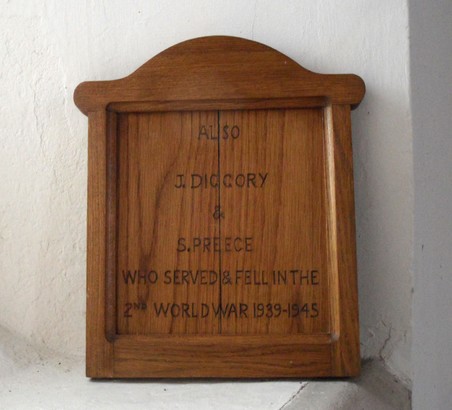 ALSO
J. DIGGORY
&
S. PREECE
WHO SERVED & FELL IN THE
2ND WORLD WAR 1939-1945